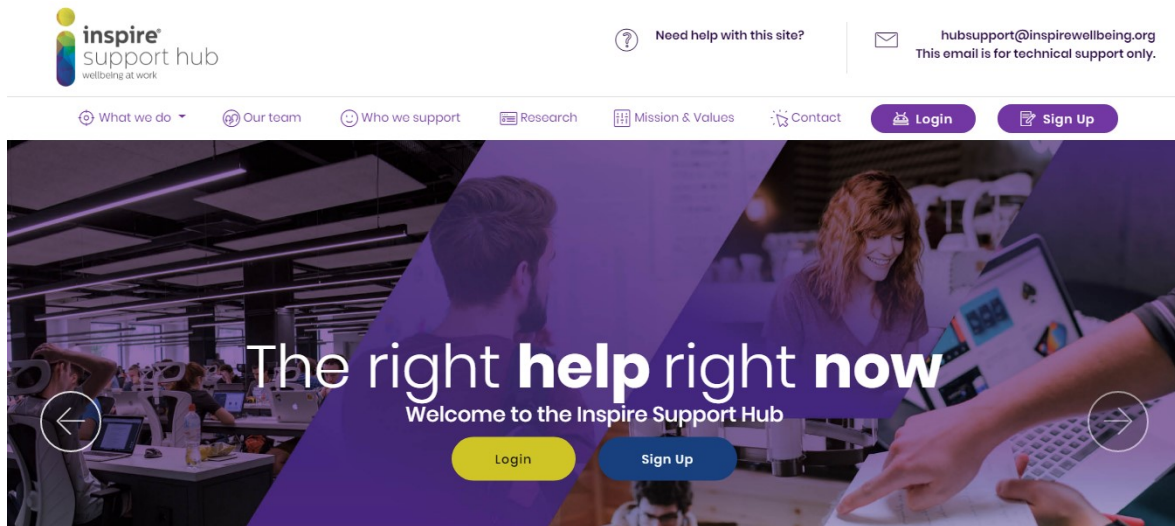 inspire
support hub
wellbeing at work
Need help with this site?
hubsupport@inspirewellbeing.org
This email is for technical support only.
What we do
Our team
Who we support
Research
Mission & Values
Contact
Login
Sign Up
The right help right now
Welcome to the Inspire Support Hub
Login
Sign Up